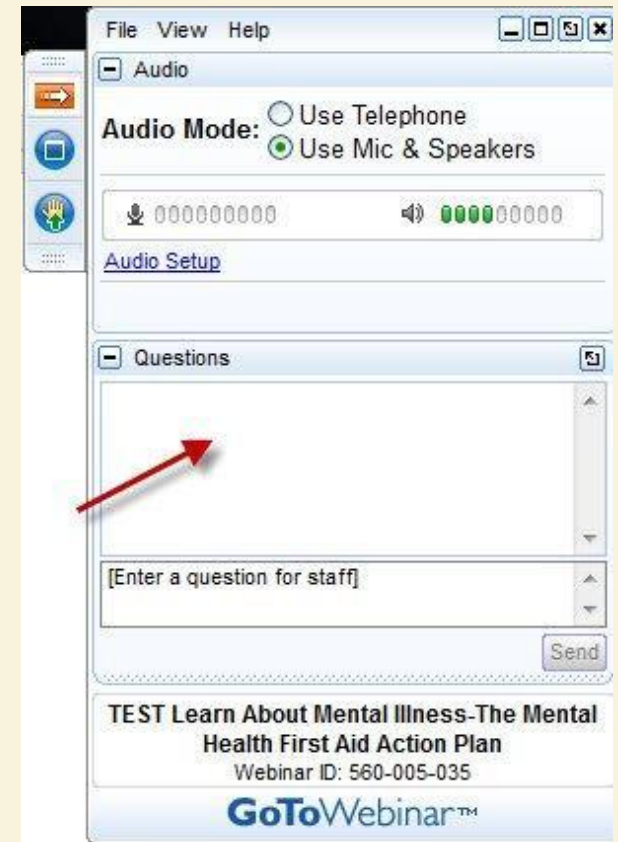 File View Help
Audio
Audio Mode: Use Telephone
Use Mic & Speakers
Audio Setup
Questions
[Enter a question for staff]
Send
TEST Learn About Mental Illness-The Mental
Health First Aid Action Plan
Webinar ID: 560-005-035
GoToWebinar™